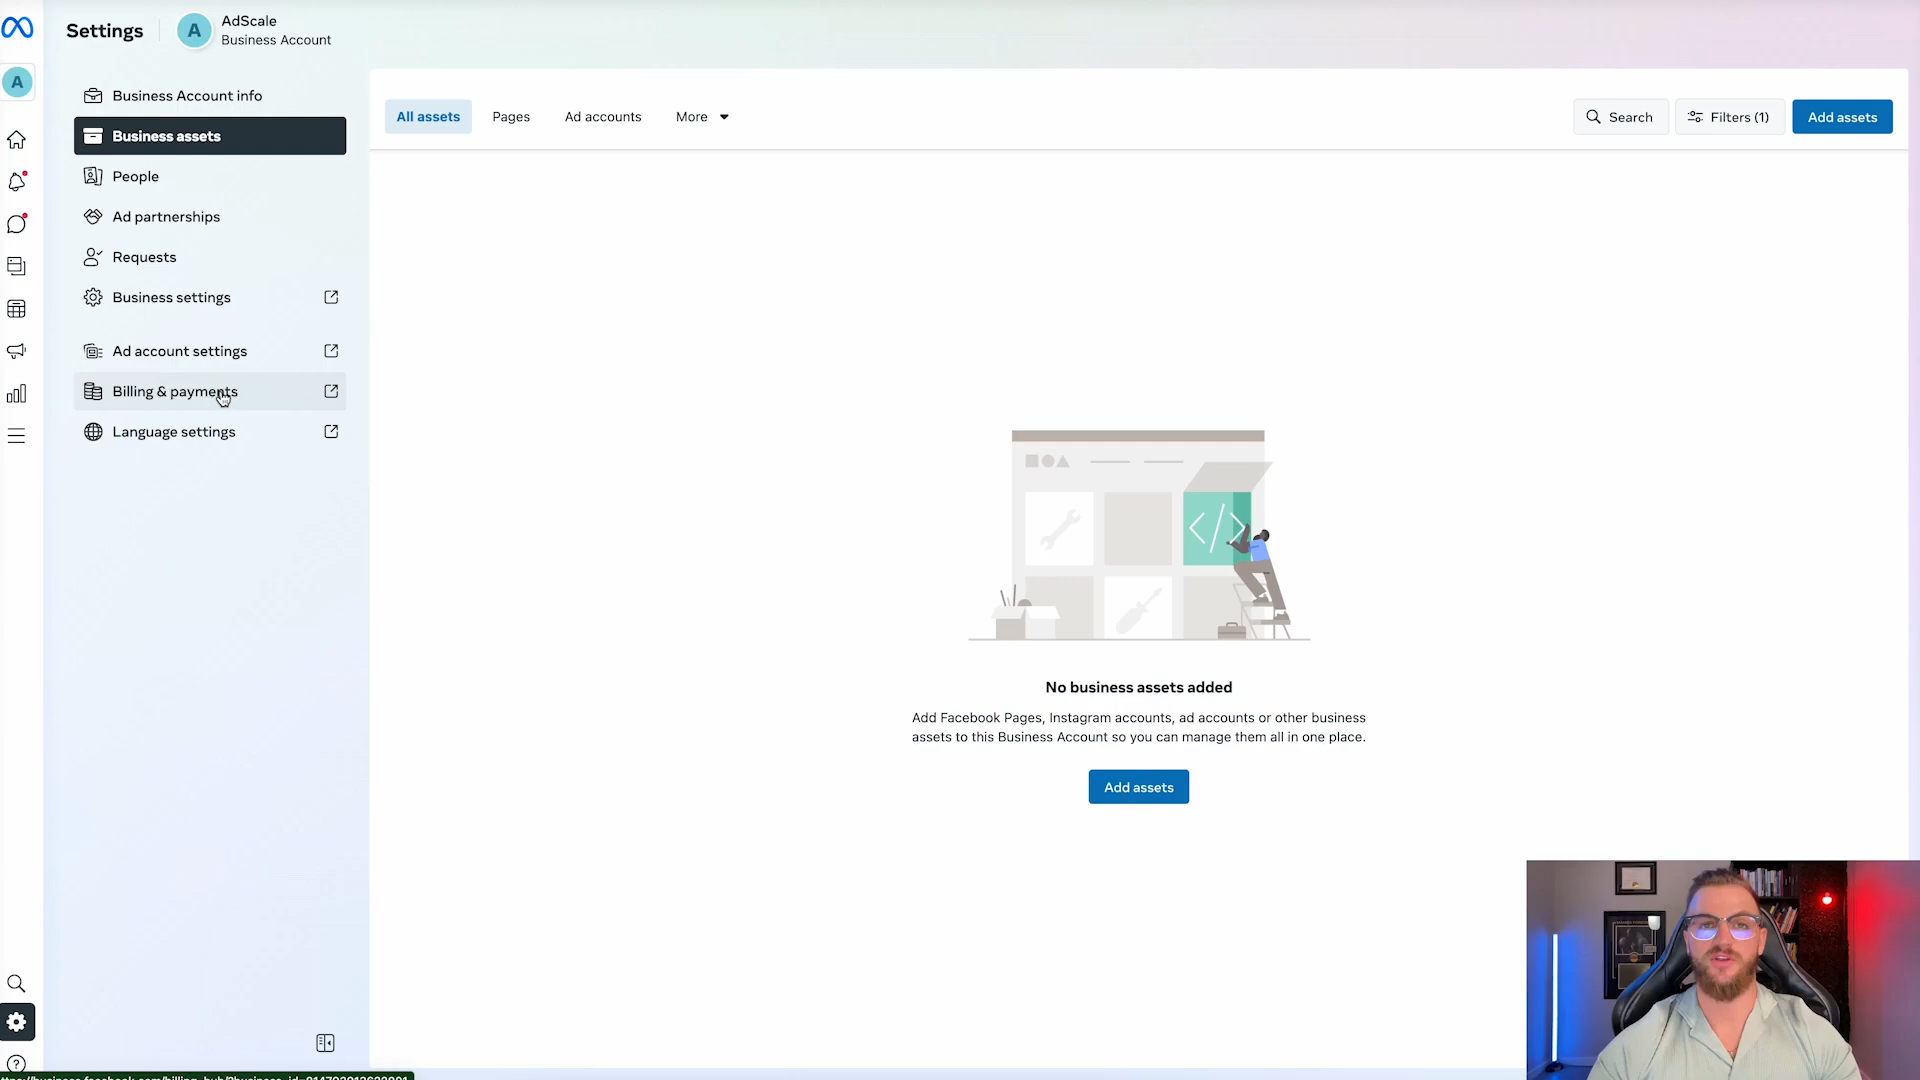 Settings
A
AdScale
Business Account
A
Business Account info
Business assets
People
Ad partnerships
Requests
Business settings
Ad account settings
Billing & payments
Language settings
All assets
Pages
Ad accounts
More
Search
Filters (1)
Add assets
No business assets added
Add Facebook Pages, Instagram accounts, ad accounts or other business
assets to this Business Account so you can manage them all in one place.
Add assets